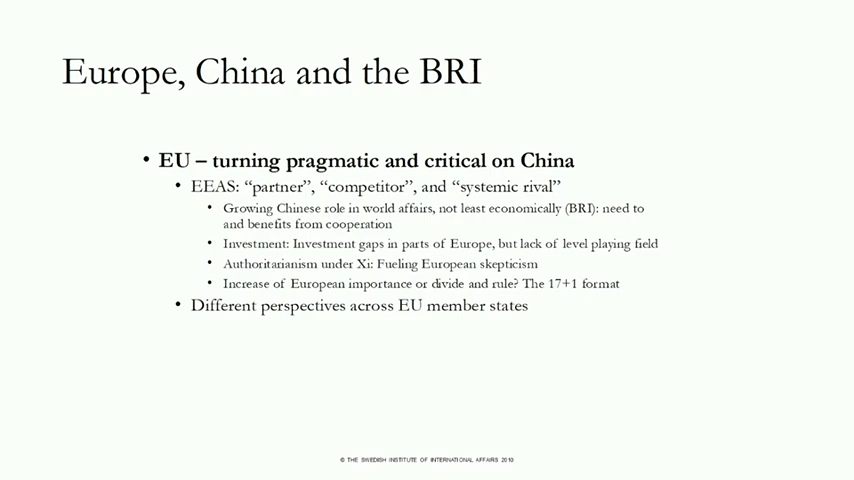 Europe, China and the BRI
• EU – turning pragmatic and critical on China
• EEAS: “partner”, “competitor”, and “systemic rival”
• Growing Chinese role in world affairs, not least economically (BRI): need to
and benefits from cooperation
• Investment: Investment gaps in parts of Europe, but lack of level playing field
• Authoritarianism under Xi: Fueling European skepticism
• Increase of European importance or divide and rule? The 17+1 format
• Different perspectives across EU member states
© THE SWEDISH INSTITUTE OF INTERNATIONAL AFFAIRS